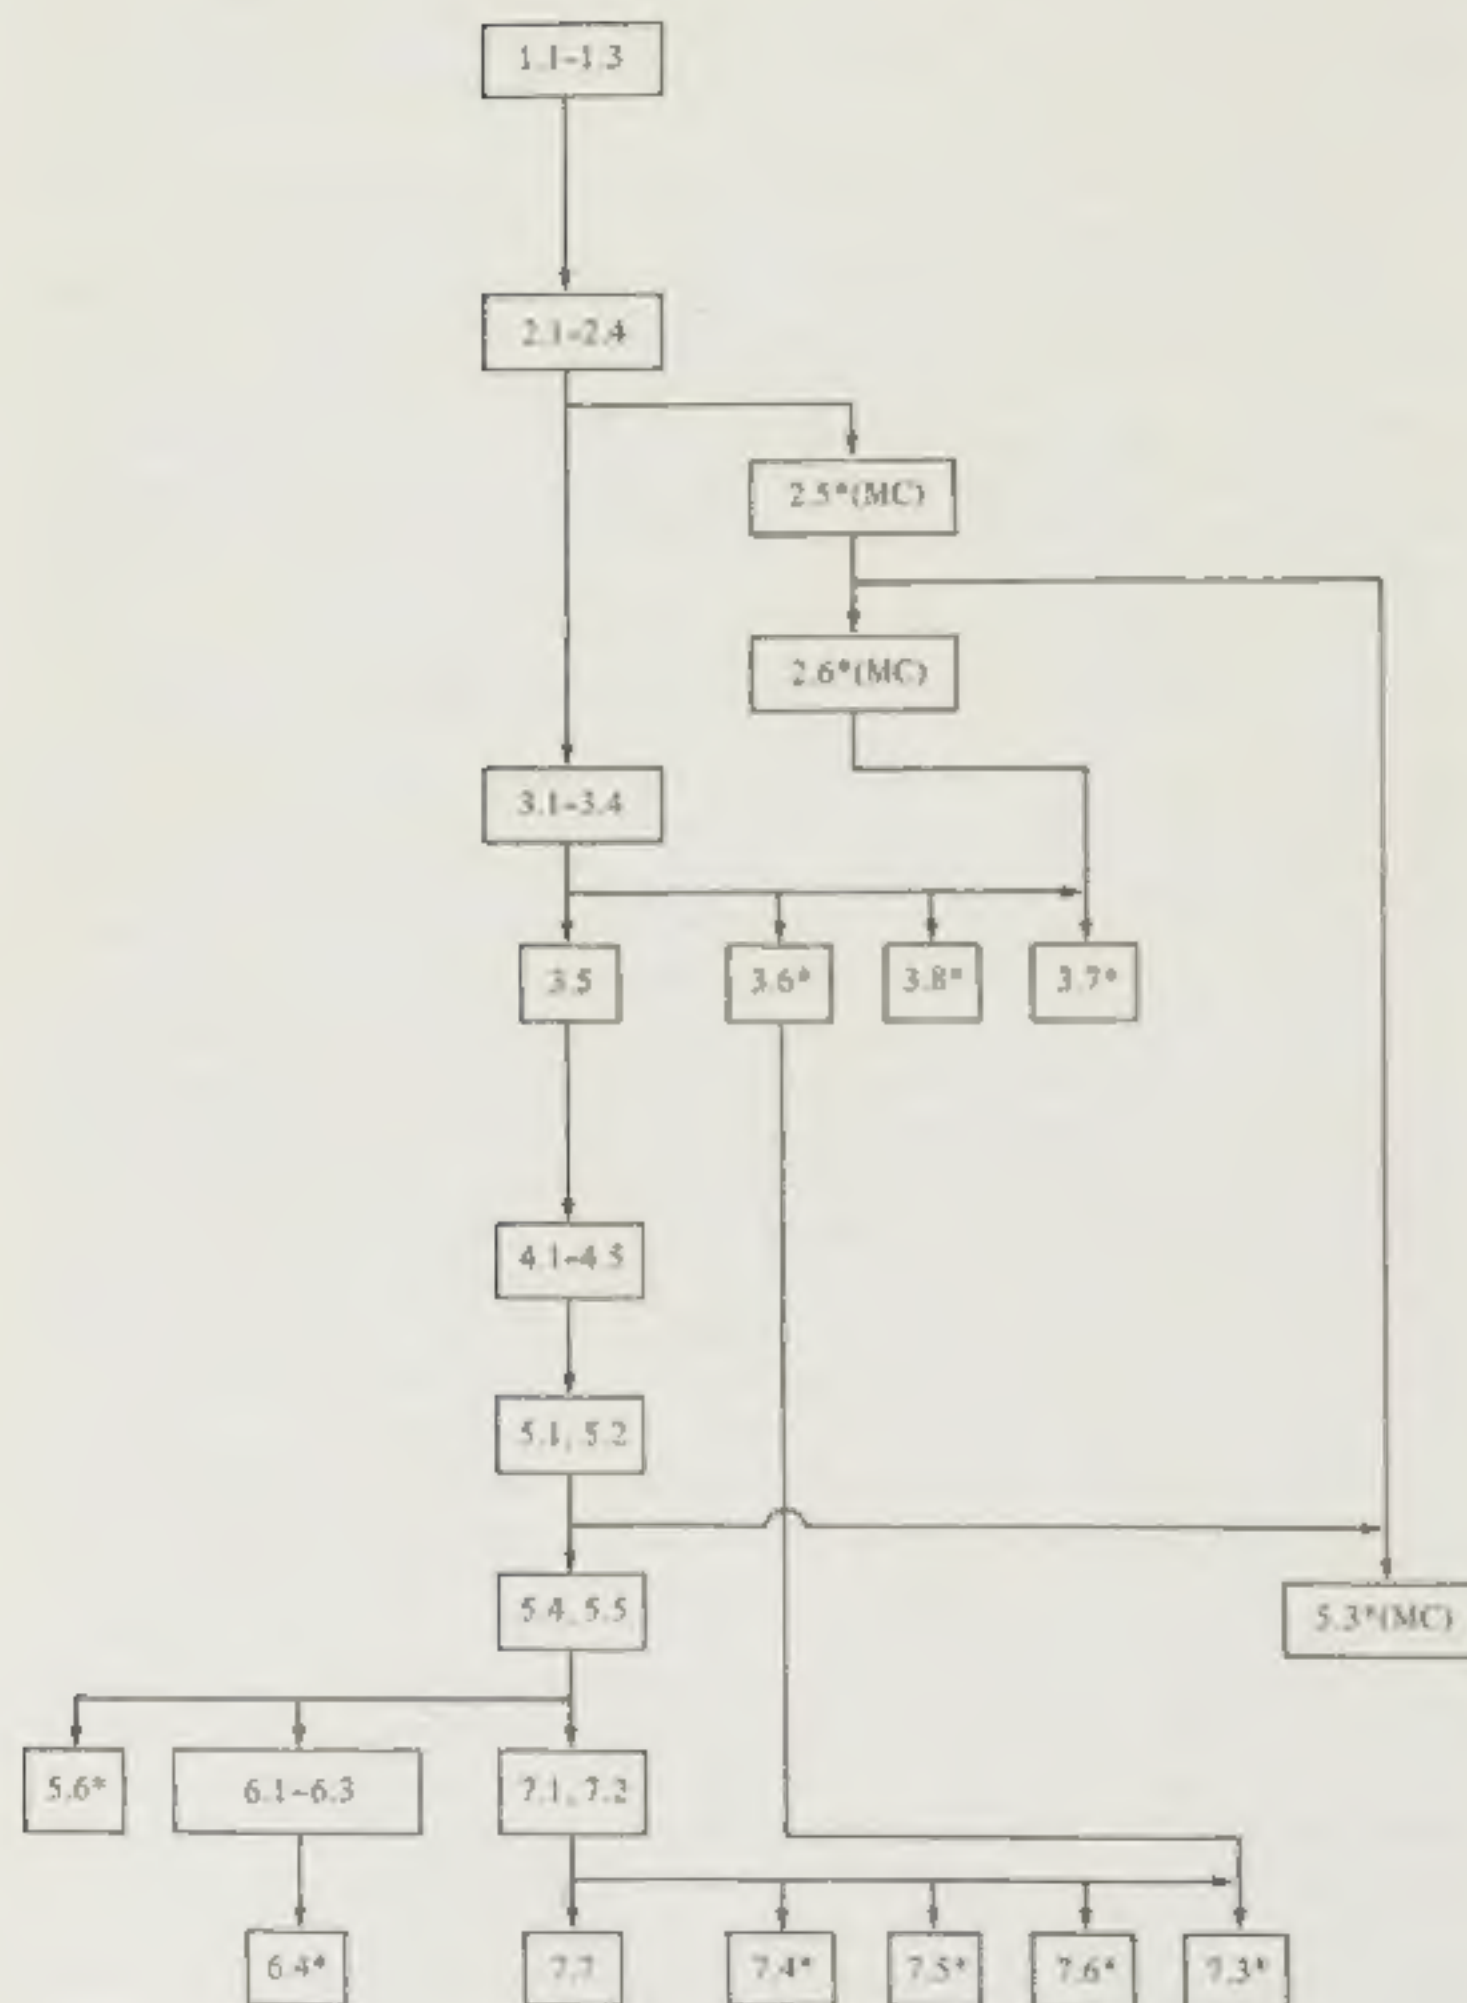 1.1-1.3
2.1-2.4
2.5*(MC)
2.6*(MC)
3.1-3.4
3.5 3.6* 3.8* 3.7*
4.1-4.5
5.1, 5.2
5.4, 5.5 5.3*(MC)
5.6* 6.1-6.3 7.1, 7.2
6.4* 7.7 7.4* 7.5* 7.6* 7.3*